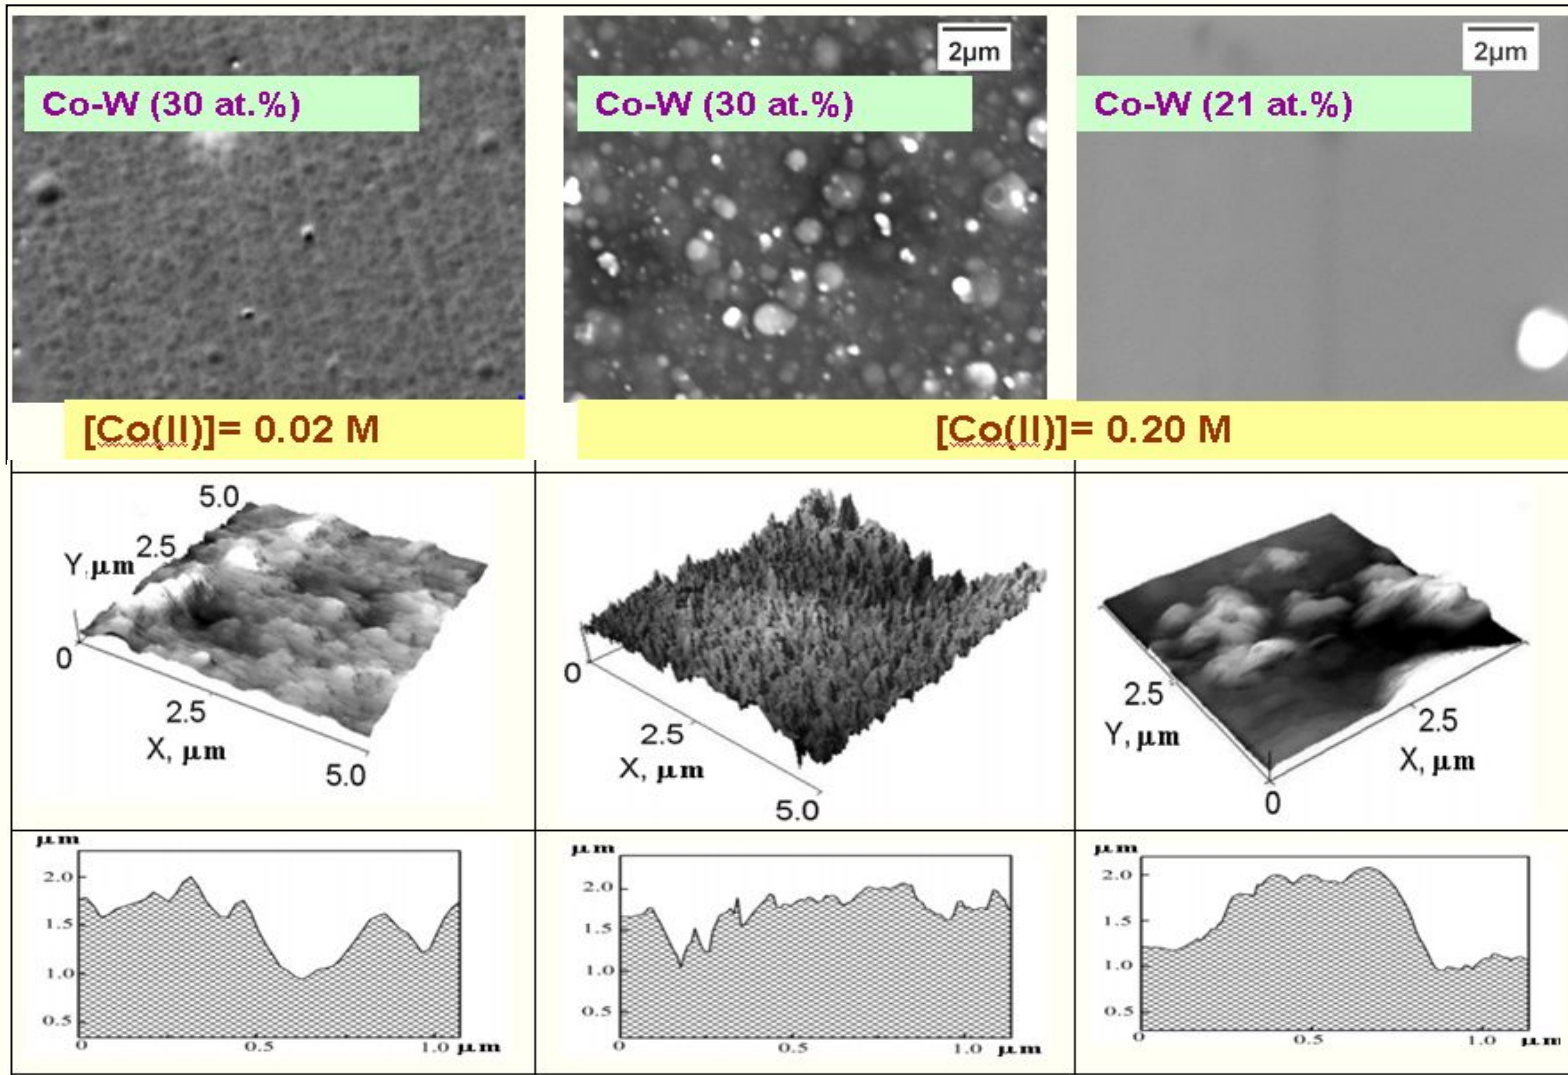 2µm
2µm
Co-W (30 at.%)
Co-W (30 at.%)
Co-W (21 at.%)
[Co(II)]= 0.02 M
[Co(II)]= 0.20 M
5.0
2.5
Y, µm
0
2.5
X, µm
5.0
0
2.5
X, µm
5.0
2.5
Y, µm
2.5
X, µm
0
µm
2.0
1.5
1.0
0.5
0
0.5
1.0 µm
µm
2.0
1.5
1.0
0.5
0
0.5
1.0
µm
µm
2.0
1.5
1.0
0.5
0
0.5
1.0
µm